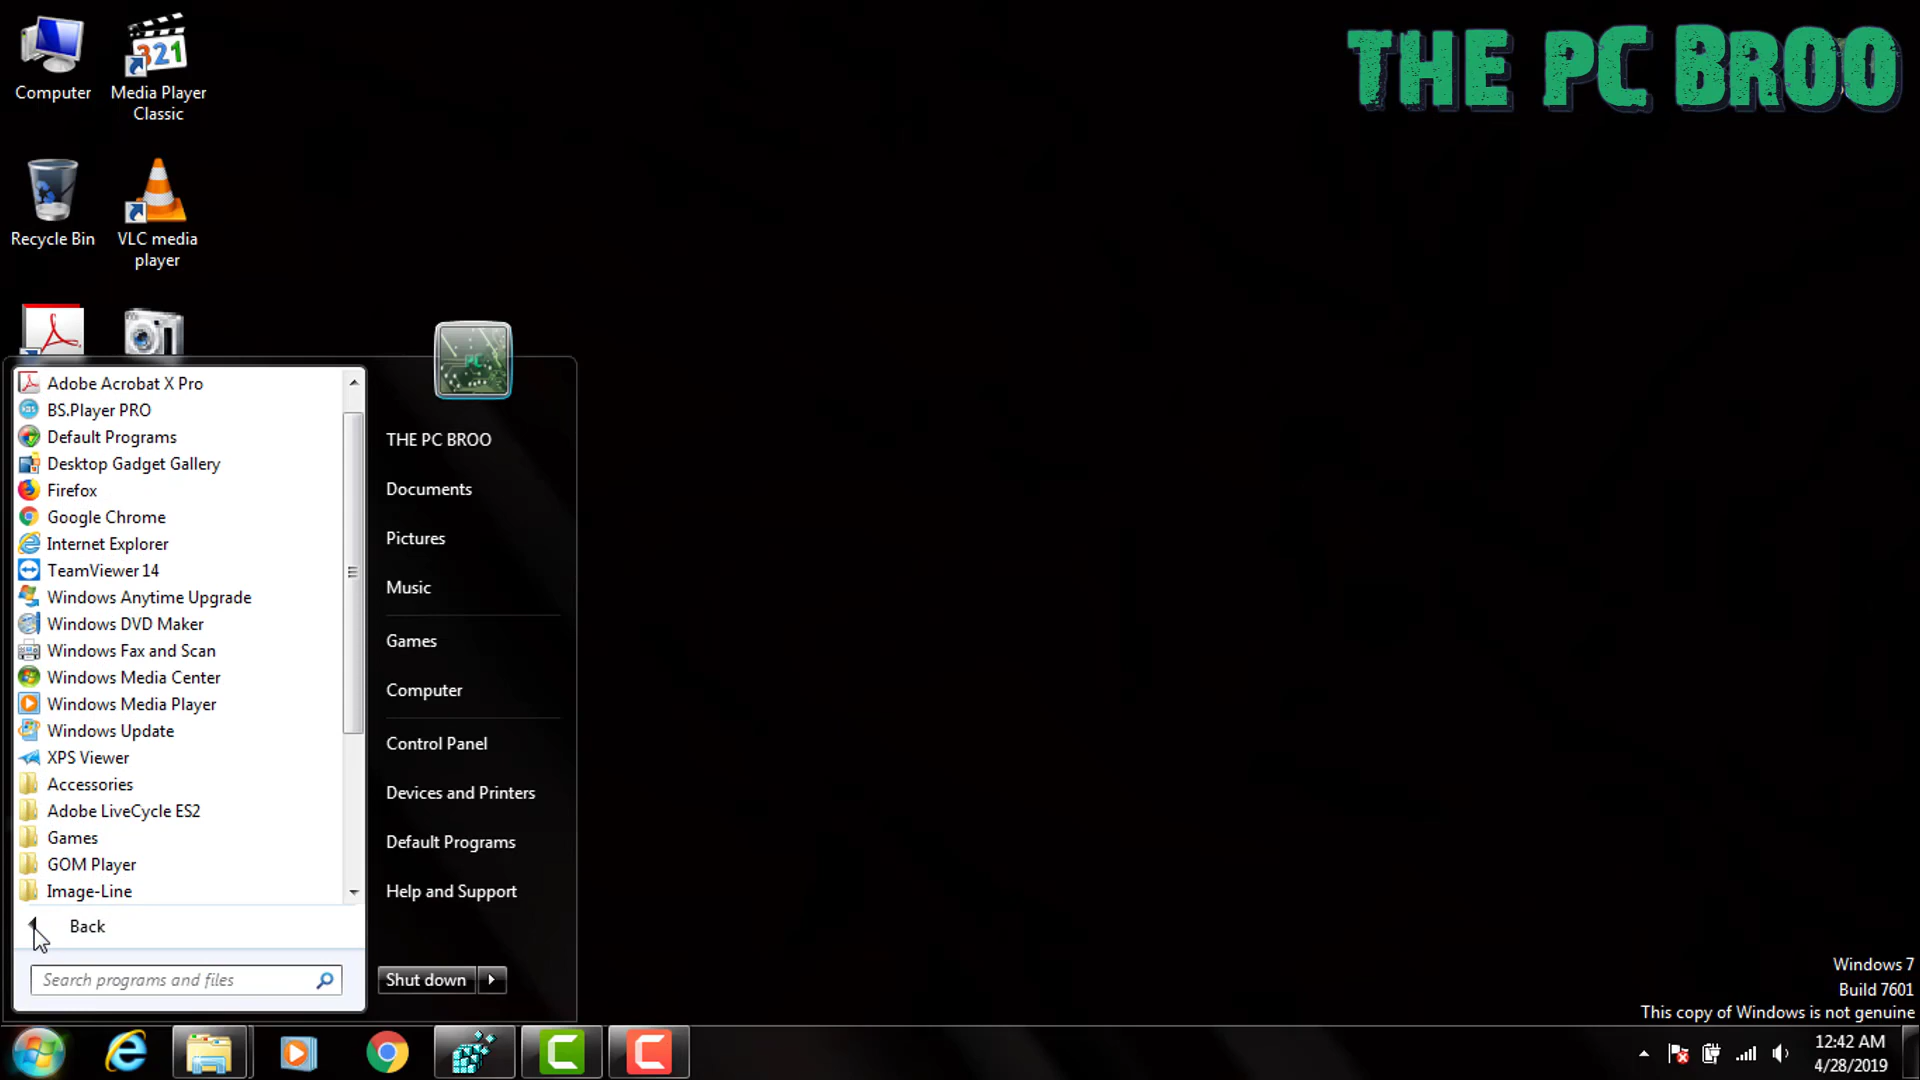 THE PC BROO
Computer
Media Player
Classic
321
Recycle Bin
VLC media
player
PC
Adobe Acrobat X Pro
BS.Player PRO
Default Programs
Desktop Gadget Gallery
Firefox
Google Chrome
Internet Explorer
TeamViewer 14
Windows Anytime Upgrade
Windows DVD Maker
Windows Fax and Scan
Windows Media Center
Windows Media Player
Windows Update
XPS Viewer
Accessories
Adobe LiveCycle ES2
Games
GOM Player
Image-Line
Back
Search programs and files
THE PC BROO
Documents
Pictures
Music
Games
Computer
Control Panel
Devices and Printers
Default Programs
Help and Support
Shut down
Windows 7
Build 7601
This copy of Windows is not genuine
12:42 AM
4/28/2019